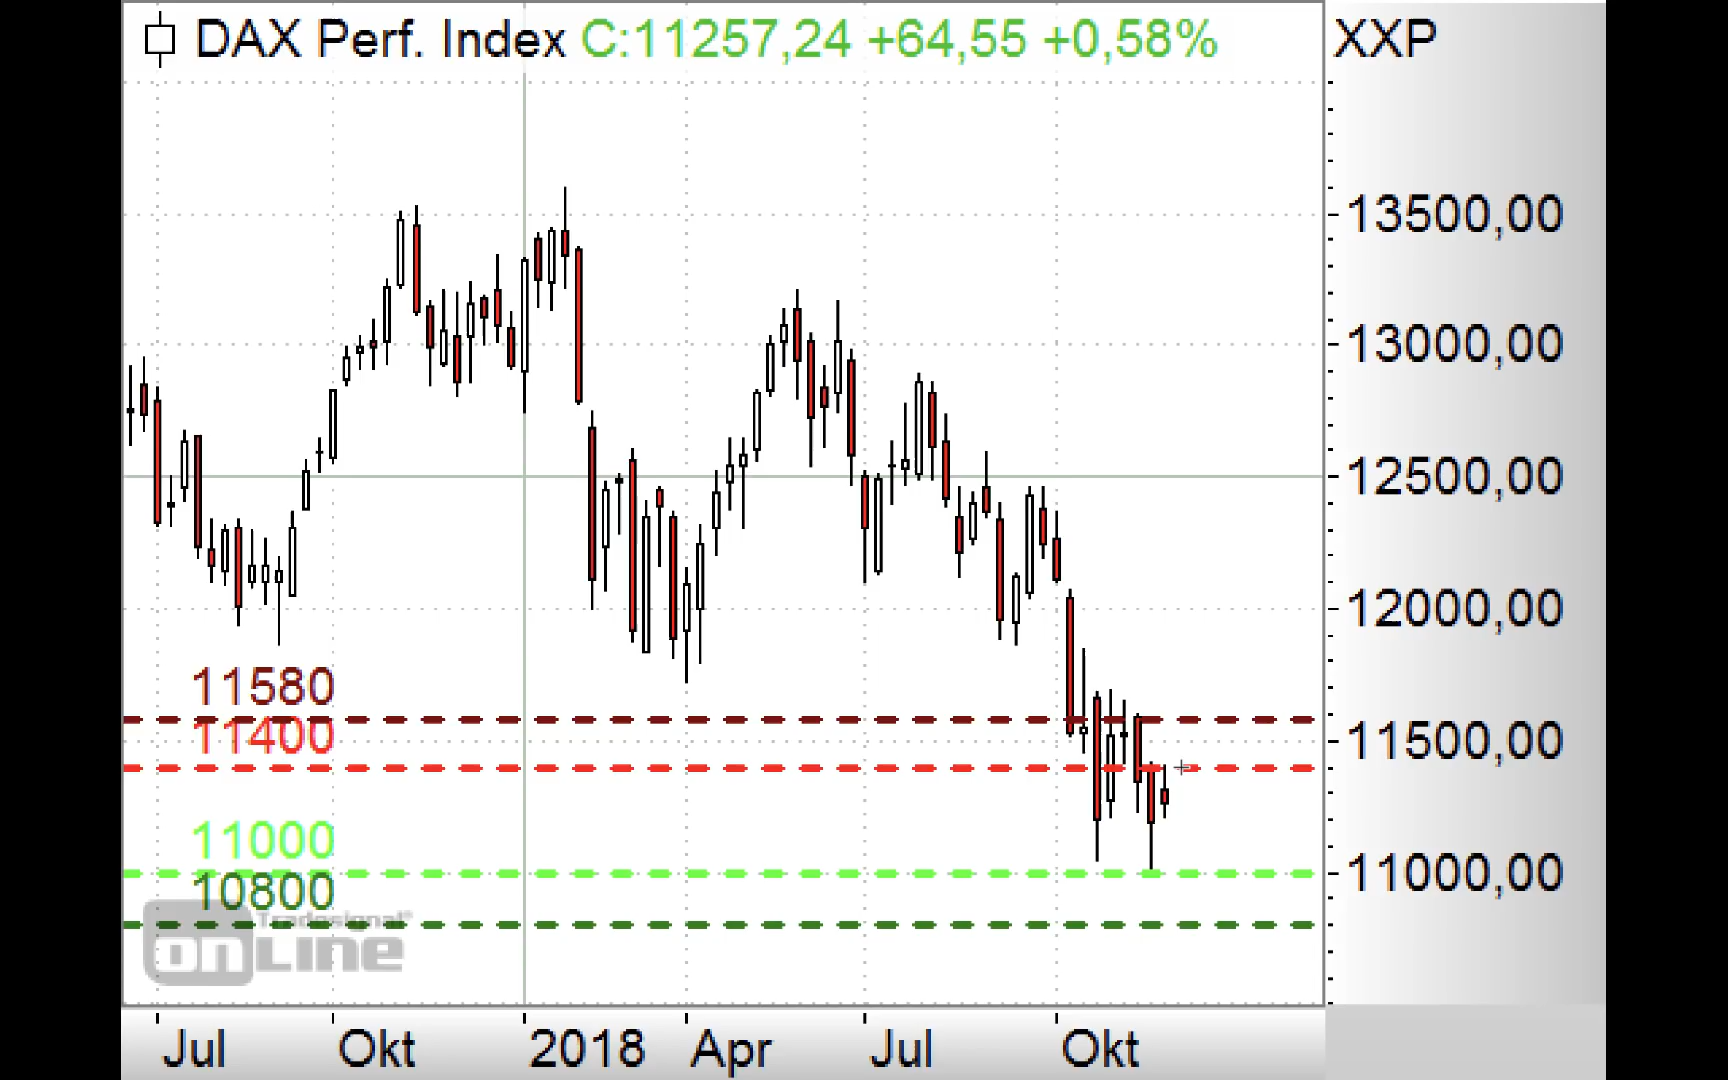 DAX Perf. Index C:11257,24 +64,55 +0,58%
XXP
13500,00
13000,00
12500,00
12000,00
11580
11400
11500,00
11000
11000,00
10800
Tradesignal®
onLine
Jul Okt 2018 Apr Jul Okt